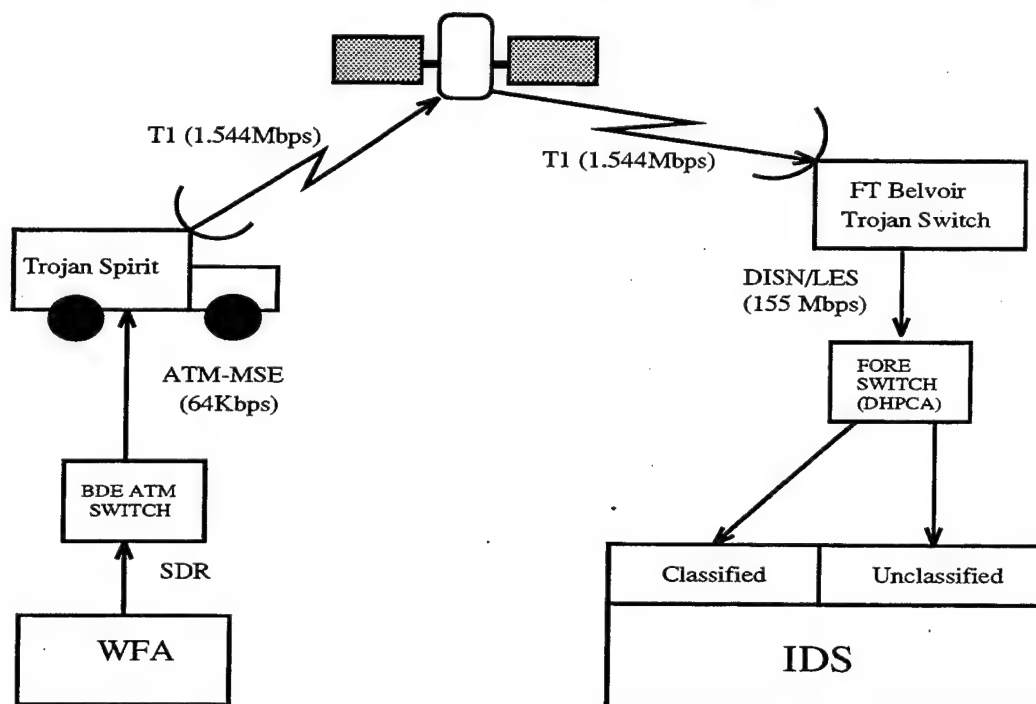 T1 (1.544Mbps)
T1 (1.544Mbps)
FT Belvoir
Trojan Switch
Trojan Spirit
DISN/LES
(155 Mbps)
ATM-MSE
(64Kbps)
FORE
SWITCH
(DHPCA)
BDE ATM
SWITCH
SDR
Classified
Unclassified
WFA
IDS